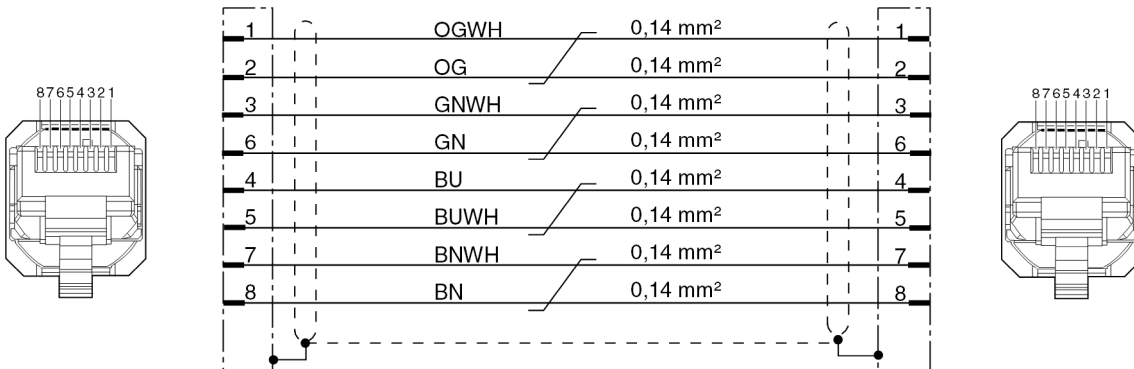 1 OGWH 0,14 mm² 1
2 OG 0,14 mm² 2
3 GNWH 0,14 mm² 3
6 GN 0,14 mm² 6
4 BU 0,14 mm² 4
5 BUWH 0,14 mm² 5
7 BNWH 0,14 mm² 7
8 BN 0,14 mm² 8
87654321
87654321